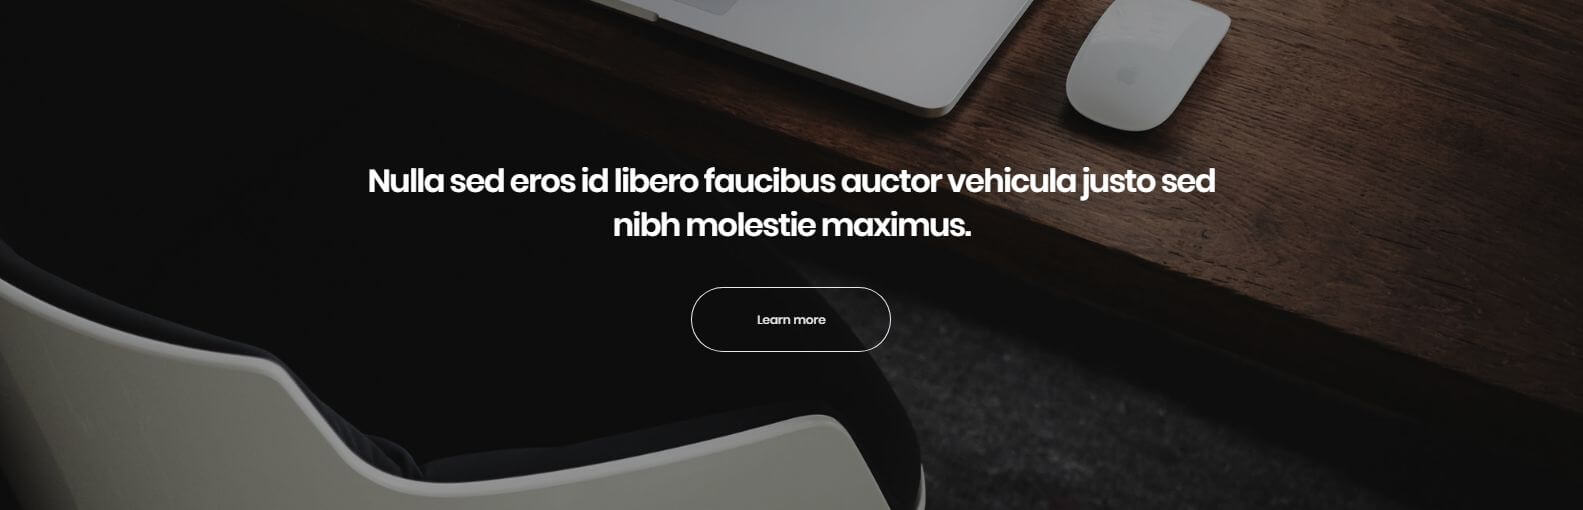 Nulla sed eros id libero faucibus auctor vehicula justo sed
nibh molestie maximus.
Learn more